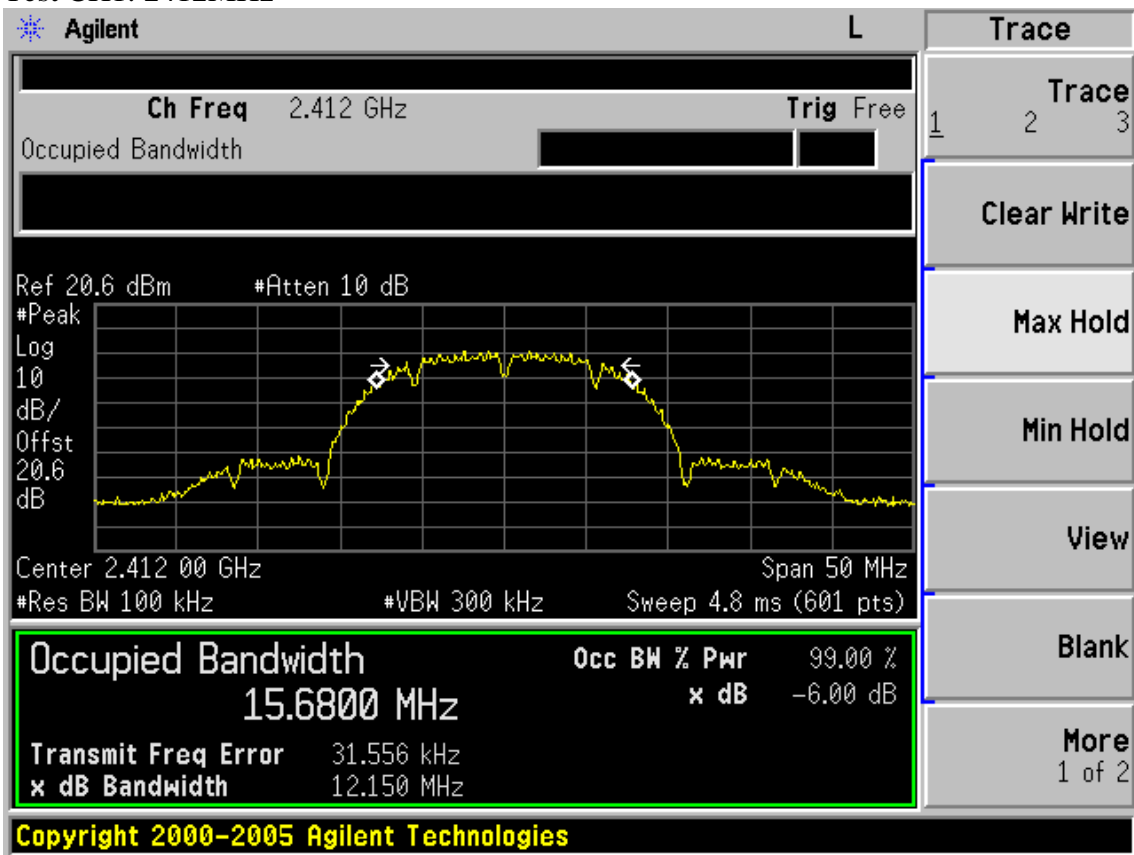 Agilent L
Trace
Ch Freq 2.412 GHz Trig Free
Occupied Bandwidth
Ref 20.6 dBm #Atten 10 dB
#Peak
Log
10
dB/
Offst
20.6
dB
Center 2.412 00 GHz Span 50 MHz
#Res BW 100 kHz #VBW 300 kHz Sweep 4.8 ms (601 pts)
Occupied Bandwidth Occ BW % Pwr 99.00 %
15.6800 MHz x dB -6.00 dB
Transmit Freq Error 31.556 kHz
x dB Bandwidth 12.150 MHz
Copyright 2000-2005 Agilent Technologies
Trace
1 2 3
Clear Write
Max Hold
Min Hold
View
Blank
More
1 of 2